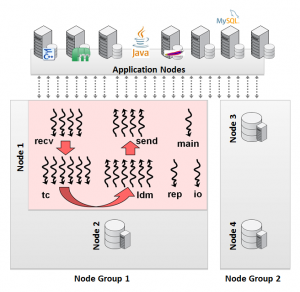 MySQL
C++
Java
Application Nodes
Node 1
recv
send
main
tc
ldm
rep
io
Node 2
Node 3
Node 4
Node Group 1
Node Group 2